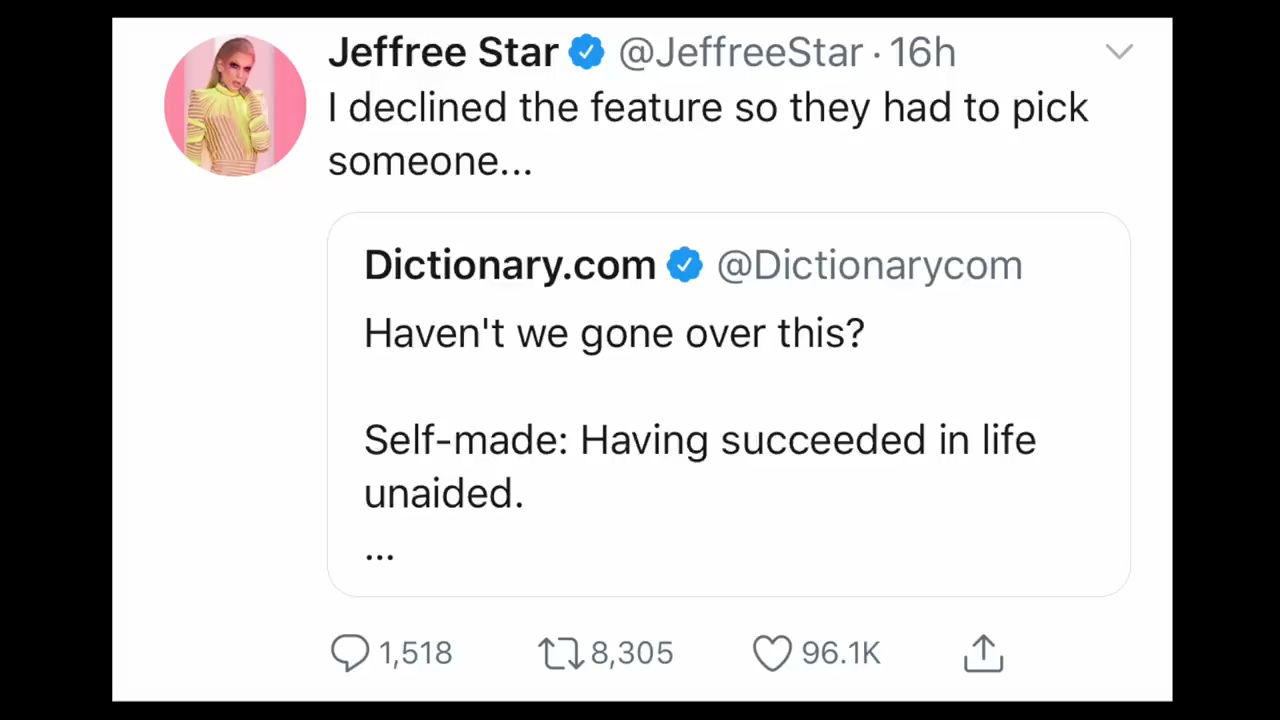 Jeffree Star @JeffreeStar · 16h
I declined the feature so they had to pick
someone...
Dictionary.com @Dictionarycom
Haven't we gone over this?
Self-made: Having succeeded in life
unaided.
...
1,518 8,305 96.1K